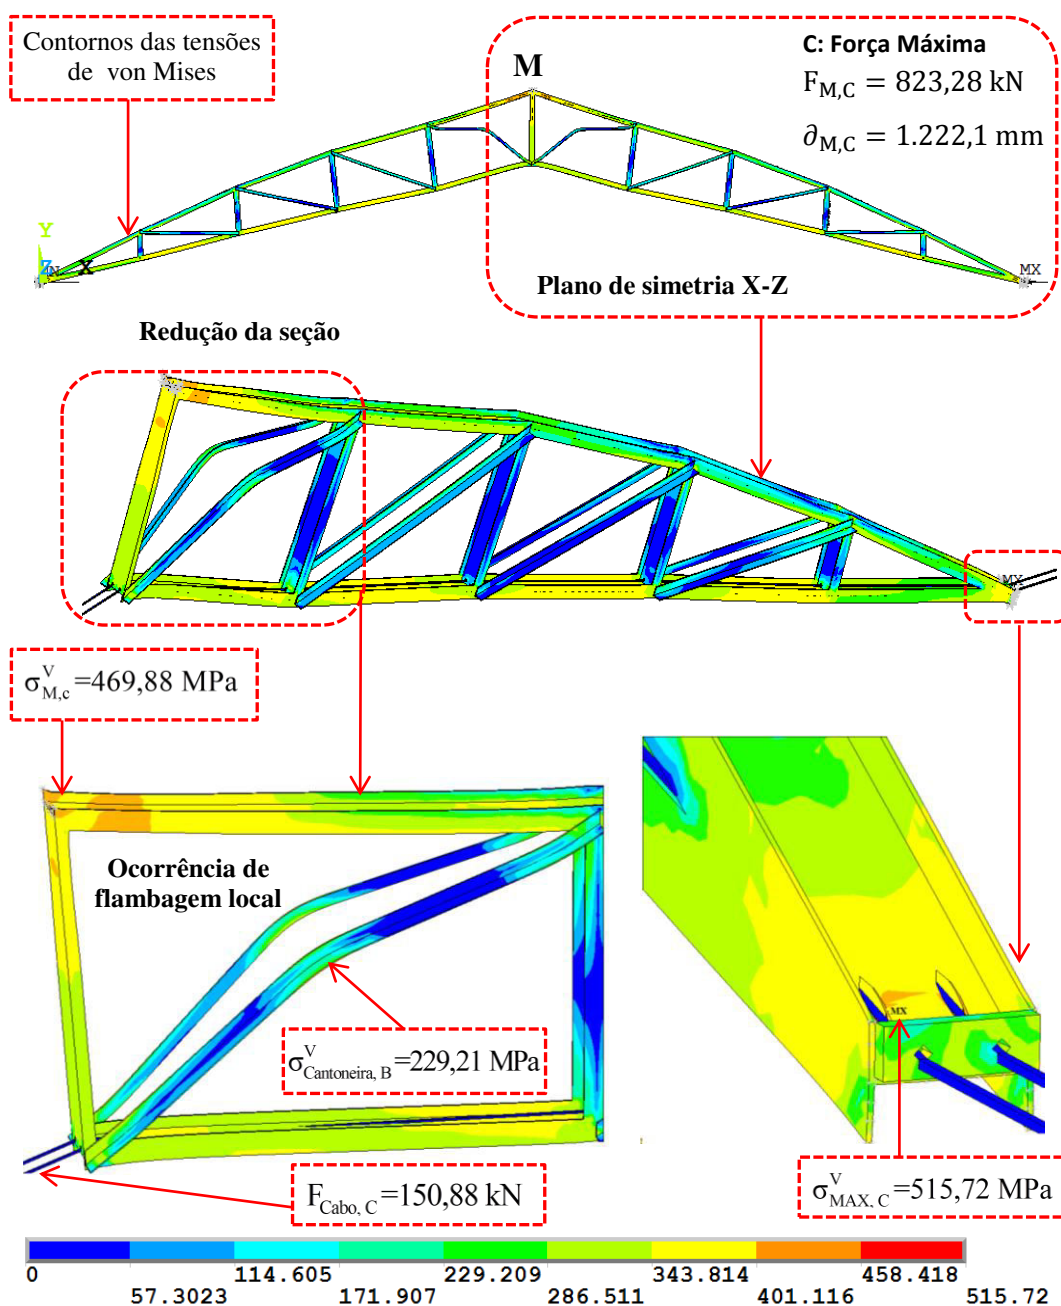 Contornos das tensões
de von Mises
M
C: Força Máxima
F_M,C = 823,28 kN
∂_M,C = 1.222,1 mm
Y
Z
X
MX
Plano de simetria X-Z
Redução da seção
MX
σ^V_M,c =469,88 MPa
Ocorrência de
flambagem local
MX
σ^V_Cantoneira, B =229,21 MPa
F_Cabo, C =150,88 kN
σ^V_MAX, C =515,72 MPa
0 114.605 229.209 343.814 458.418
57.3023 171.907 286.511 401.116 515.72